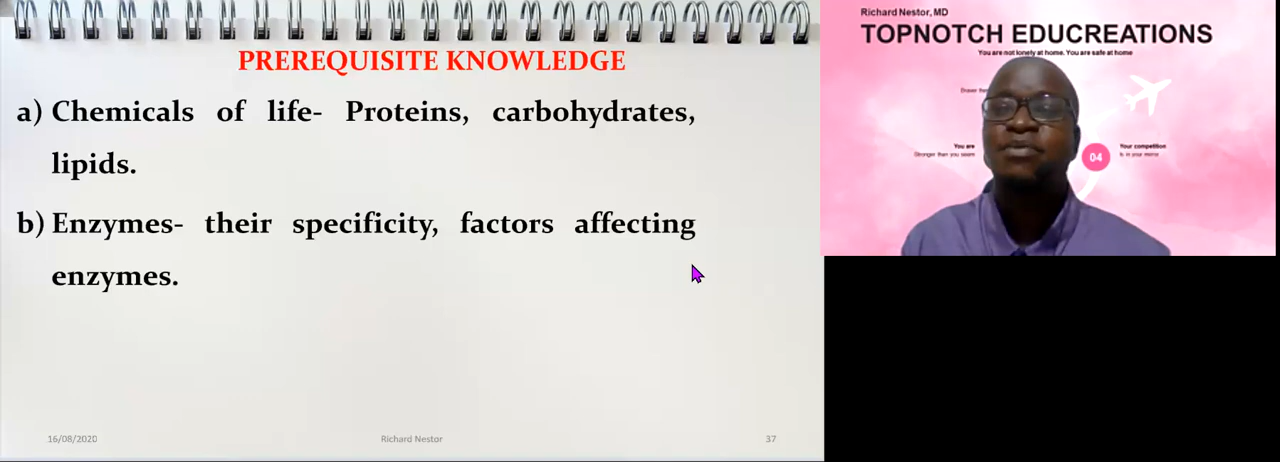 PREREQUISITE KNOWLEDGE
a) Chemicals of life- Proteins, carbohydrates,
lipids.
b) Enzymes- their specificity, factors affecting
enzymes.
16/08/2020
Richard Nestor
37
Richard Nestor, MD
TOPNOTCH EDUCREATIONS
You are not lonely at home. You are safe at home
You are
Stronger than you seem
04
Your competition
is in your mirror